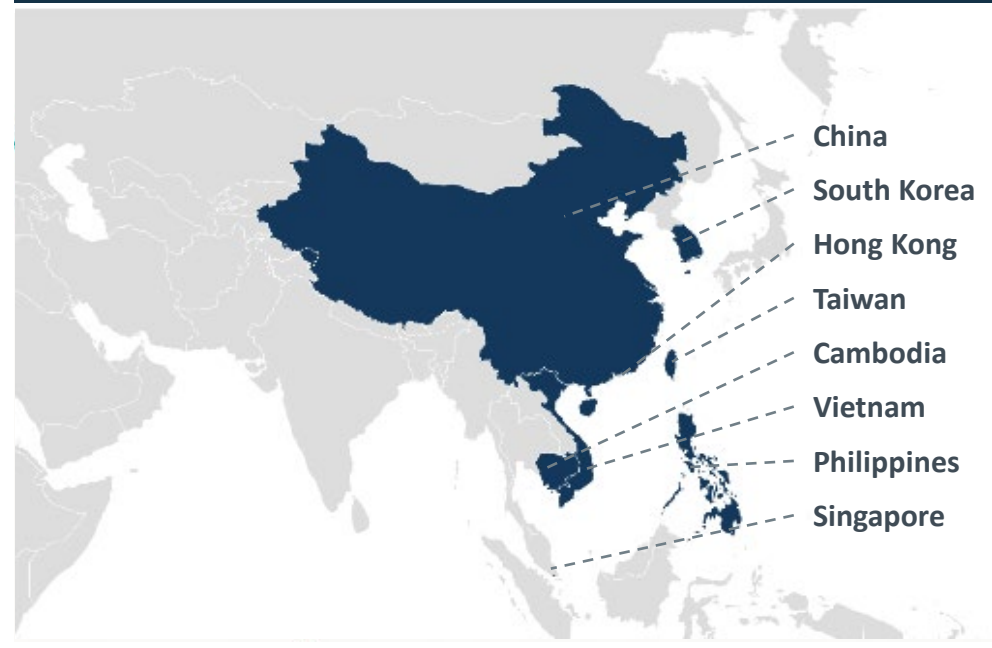 China
South Korea
Hong Kong
Taiwan
Cambodia
Vietnam
Philippines
Singapore